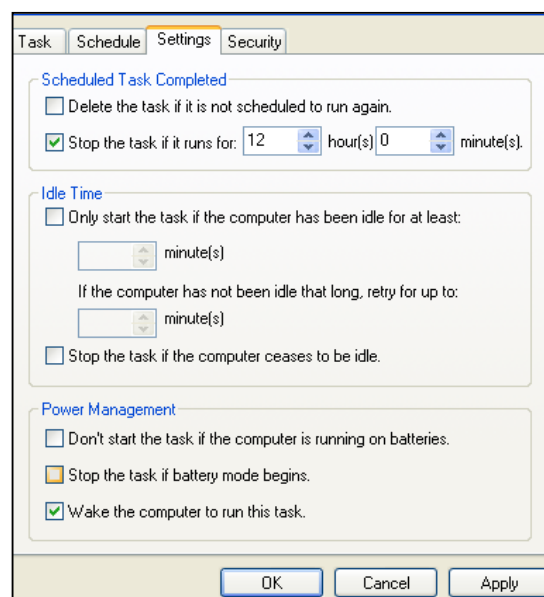 Task Schedule Settings Security
Scheduled Task Completed
Delete the task if it is not scheduled to run again.
Stop the task if it runs for: 12 hour(s) 0 minute(s).
Idle Time
Only start the task if the computer has been idle for at least:
minute(s)
If the computer has not been idle that long, retry for up to:
minute(s)
Stop the task if the computer ceases to be idle.
Power Management
Don't start the task if the computer is running on batteries.
Stop the task if battery mode begins.
Wake the computer to run this task.
OK Cancel Apply